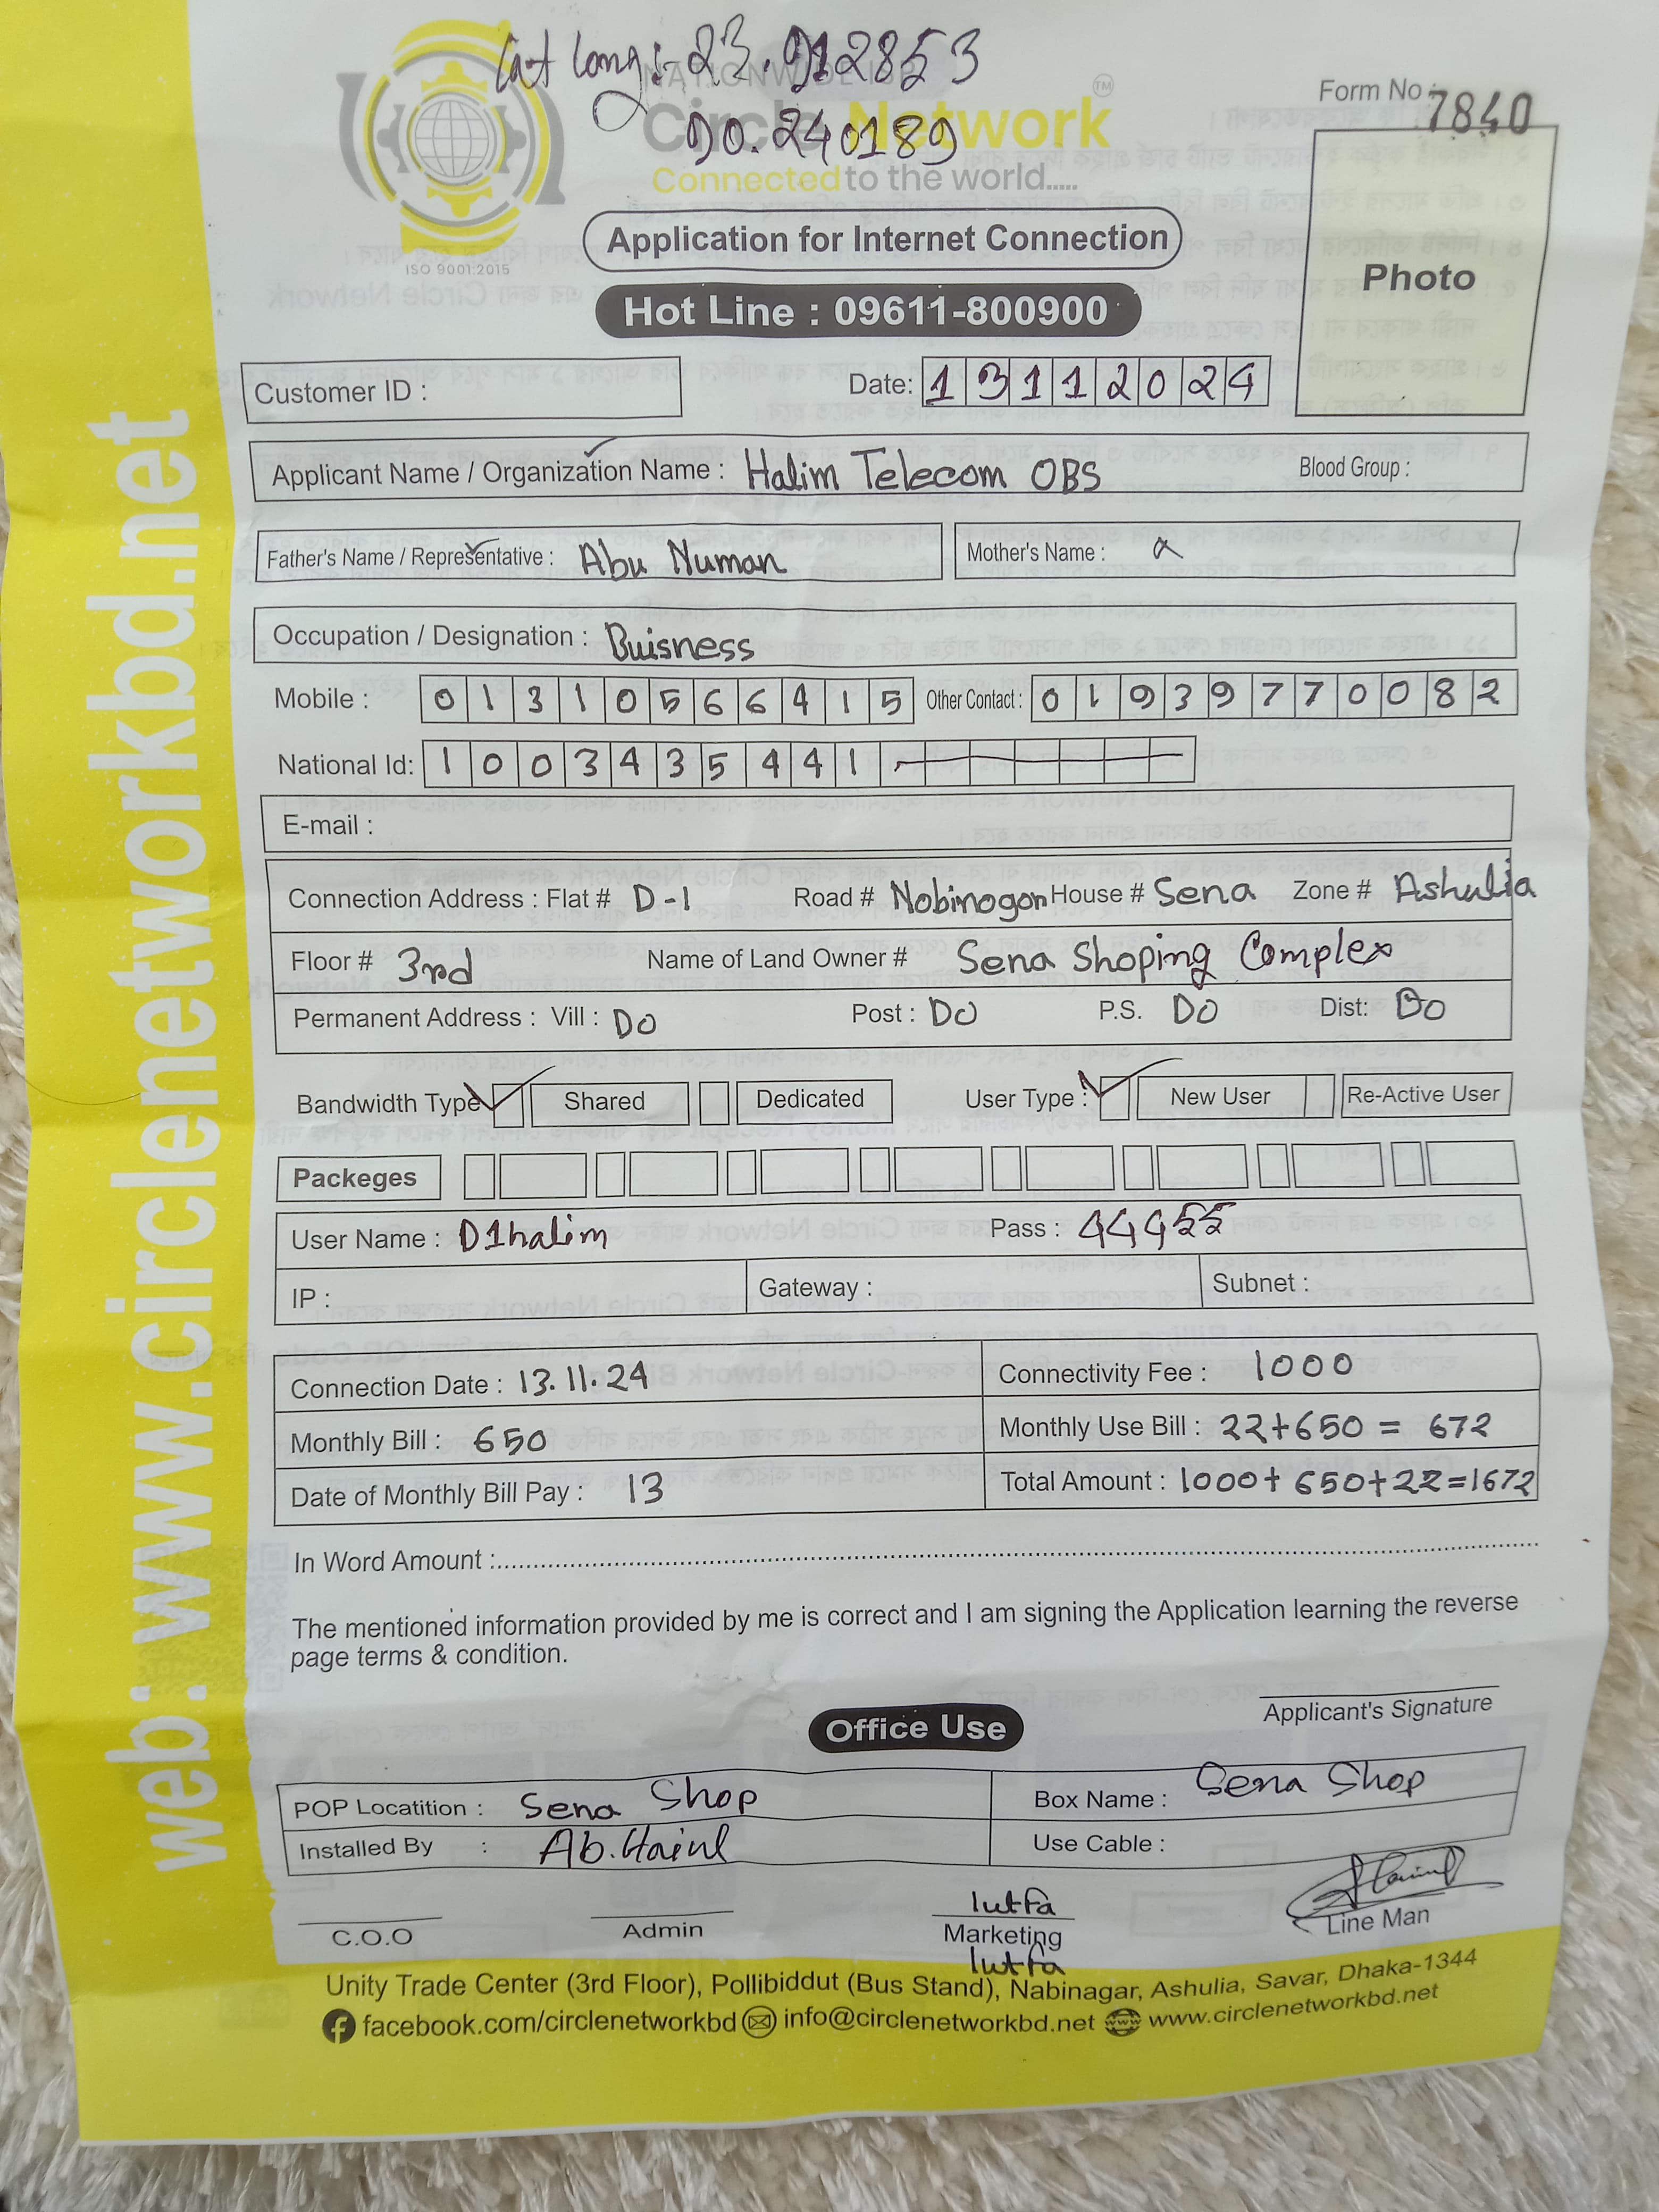 Lat long:- 23.912853
90.240189
NATIONWIDE ISP
Circle Network TM
Connected to the world.....
ISO 9001:2015
Form No : 7840
Photo
Application for Internet Connection
Hot Line : 09611-800900
Customer ID :
Date: 13112024
Applicant Name / Organization Name : Halim Telecom OBS Blood Group :
Father's Name / Representative : Abu Numan Mother's Name : x
Occupation / Designation : Buisness
Mobile : 01310566415 Other Contact : 01939770082
National Id: 1003435441
E-mail :
Connection Address : Flat # D-1 Road # Nobinogon House # Sena Zone # Ashulia
Floor # 3rd Name of Land Owner # Sena Shoping Complex
Permanent Address : Vill : DO Post : DO P.S. DO Dist: DO
Bandwidth Type Shared Dedicated User Type : New User Re-Active User
Packeges
User Name : D1halim Pass : 44455
IP : Gateway : Subnet :
Connection Date : 13.11.24 Connectivity Fee : 1000
Monthly Bill : 650 Monthly Use Bill : 22+650 = 672
Date of Monthly Bill Pay : 13 Total Amount : 1000+ 650+22=1672
In Word Amount :
The mentioned information provided by me is correct and I am signing the Application learning the reverse
page terms & condition.
Applicant's Signature
Office Use
POP Locatition : Sena Shop Box Name : Sena Shop
Installed By : Ab. Use Cable :
lutfa
C.O.O Admin Marketing Line Man
lutfa
Unity Trade Center (3rd Floor), Pollibiddut (Bus Stand), Nabinagar, Ashulia, Savar, Dhaka-1344
facebook.com/circlenetworkbd info@circlenetworkbd.net www.circlenetworkbd.net
web: www.circlenetworkbd.net